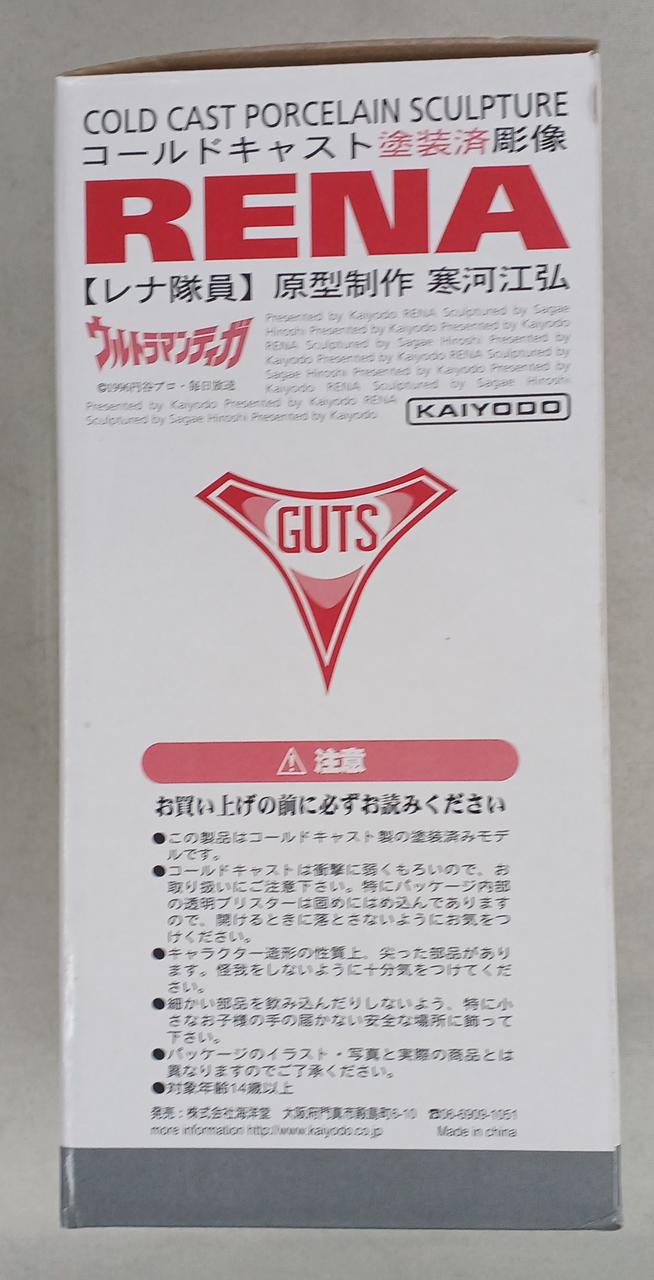 COLD CAST PORCELAIN SCULPTURE
コールドキャスト塗装済彫像
RENA
【レナ隊員】 原型制作 寒河江弘
ウルトラマンティガ
©1996円谷プロ・毎日放送
Presented by Kaiyodo RENA Sculptured by Sagae
Hiroshi Presented by Kaiyodo Presented by Kaiyodo
RENA Sculptured by Sagae Hiroshi Presented by
Kaiyodo Presented by Kaiyodo RENA Sculptured by
Sagae Hiroshi Presented by Kaiyodo Presented by
Kaiyodo RENA Sculptured by Sagae Hiroshi
Presented by Kaiyodo Presented by Kaiyodo RENA
Sculptured by Sagae Hiroshi Presented by Kaiyodo
KAIYODO
GUTS
⚠ 注意
お買い上げの前に必ずお読みください
●この製品はコールドキャスト製の塗装済みモデ
ルです。
●コールドキャストは衝撃に弱くもろいので、お
取り扱いにご注意下さい。特にパッケージ内部
の透明ブリスターは固めにはめ込んであります
ので、開けるときに落とさないようにお気をつ
けください。
●キャラクター造形の性質上、尖った部品があり
ます。怪我をしないように十分気をつけてくだ
さい。
●細かい部品を飲み込んだりしないよう、特に小
さなお子様の手の届かない安全な場所に飾って
下さい。
●パッケージのイラスト・写真と実際の商品とは
異なりますのでご了承ください。
●対象年齢14歳以上
発売：株式会社海洋堂 大阪府門真市殿島町6-10 ☎06-6909-1051
more information http://www.kaiyodo.co.jp Made in china